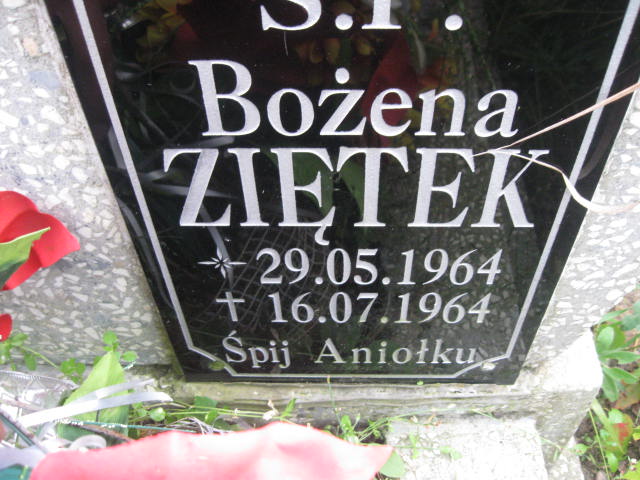 Ś.P.
Bożena
ZIĘTEK
* 29.05.1964
† 16.07.1964
Śpij Aniołku